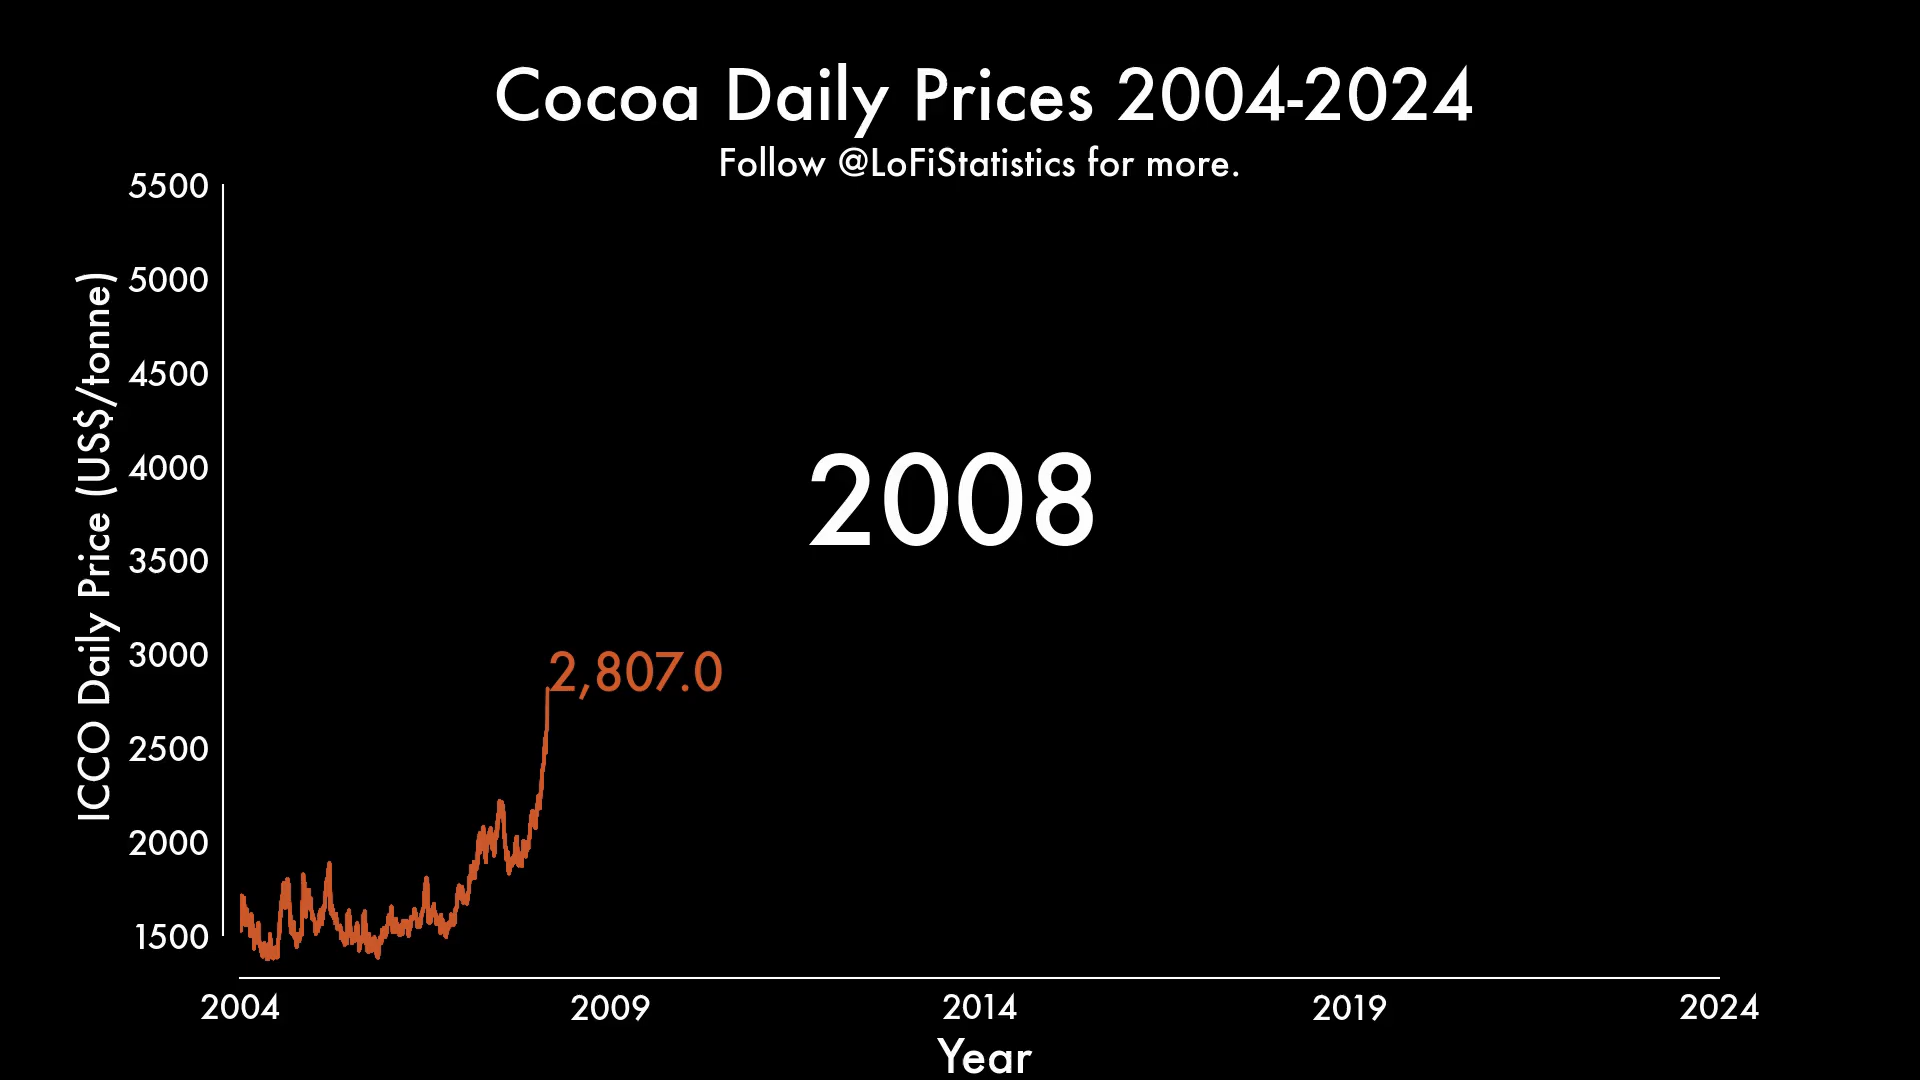 Cocoa Daily Prices 2004-2024
Follow @LoFiStatistics for more.
ICCO Daily Price (US$/tonne)
5500
5000
4500
4000
3500
3000
2500
2000
1500
2008
2,807.0
2004 2009 2014 2019 2024
Year